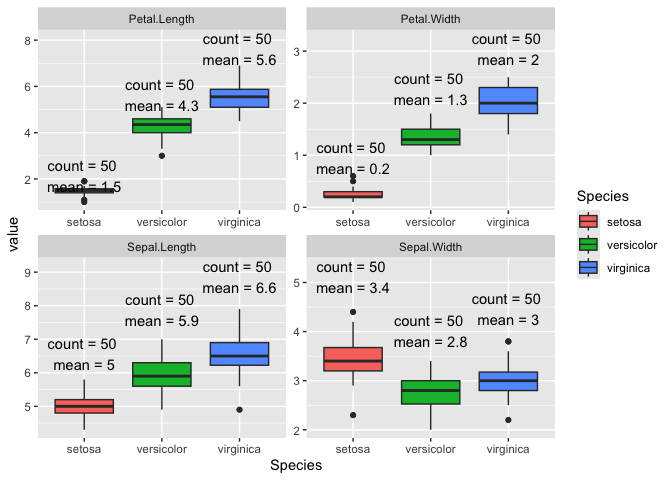 Petal.Length
8
6
4
2
count = 50
mean = 1.5
count = 50
mean = 4.3
count = 50
mean = 5.6
setosa versicolor virginica
Petal.Width
3
2
1
0
count = 50
mean = 0.2
count = 50
mean = 1.3
count = 50
mean = 2
setosa versicolor virginica
Sepal.Length
9
8
7
6
5
count = 50
mean = 5
count = 50
mean = 5.9
count = 50
mean = 6.6
setosa versicolor virginica
Sepal.Width
5
4
3
2
count = 50
mean = 3.4
count = 50
mean = 2.8
count = 50
mean = 3
setosa versicolor virginica
value
Species
Species
setosa
versicolor
virginica